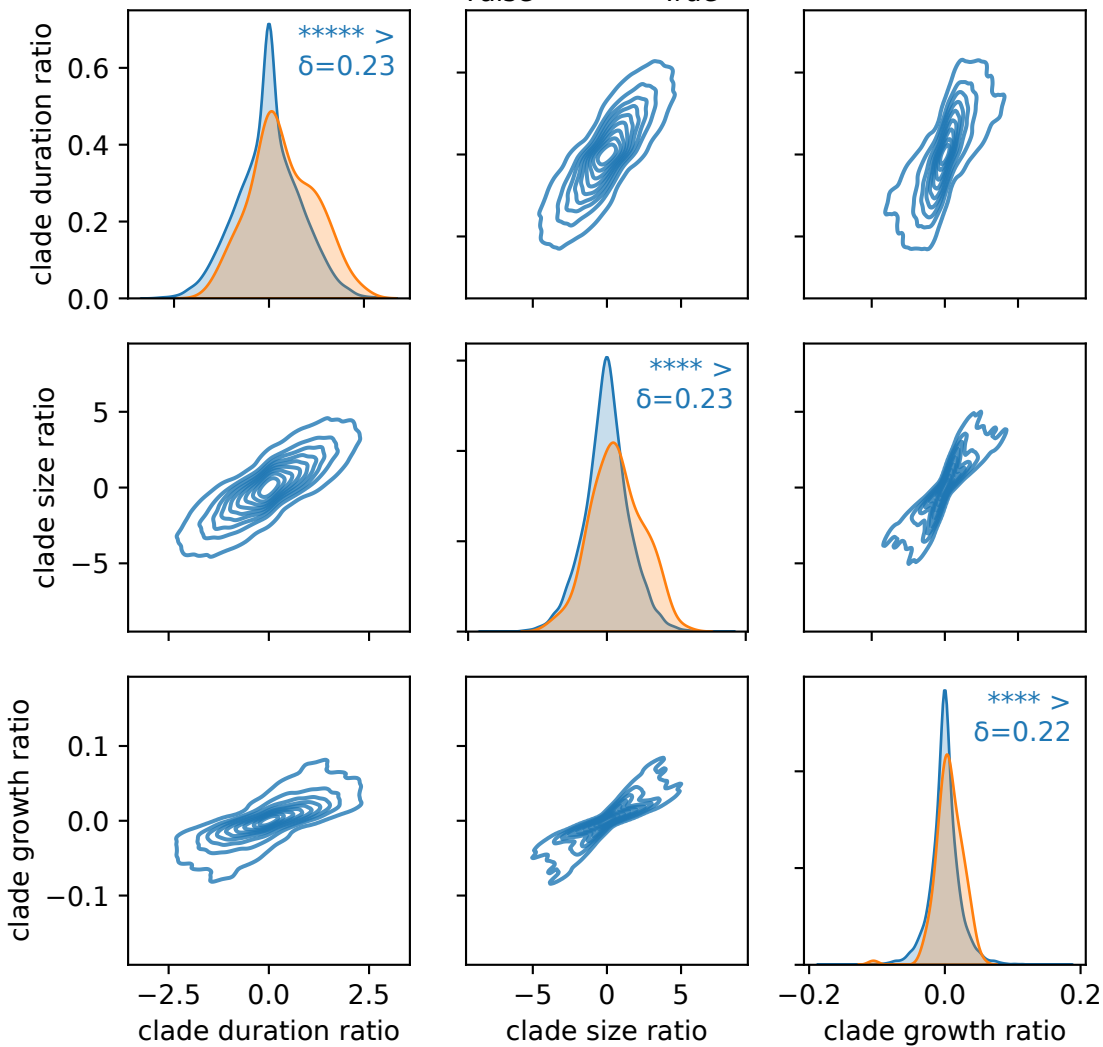 clade duration ratio
0.6
0.4
0.2
0.0
***** >
δ=0.23
clade size ratio
5
0
−5
**** >
δ=0.23
clade growth ratio
0.1
0.0
−0.1
**** >
δ=0.22
−2.5
0.0
2.5
−5
0
5
−0.2
0.0
0.2
clade duration ratio
clade size ratio
clade growth ratio